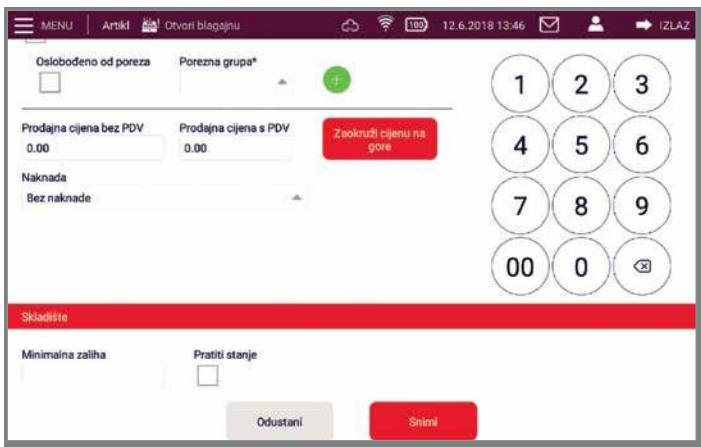 MENU
Artikl
Otvori blagajnu
100
12.6.2018 13:46
IZLAZ
Oslobođeno od poreza
Porezna grupa*
+
Prodajna cijena bez PDV
Prodajna cijena s PDV
0.00
0.00
Zaokruži cijenu na
gore
Naknada
Bez naknade
1 2 3
4 5 6
7 8 9
00 0
Skladište
Minimalna zaliha
Pratiti stanje
Odustani
Snimi